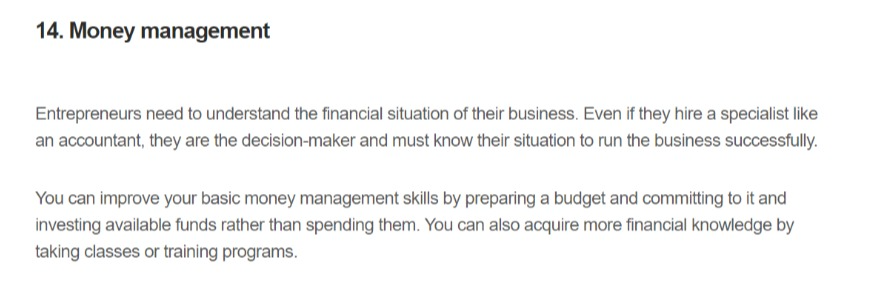 14. Money management
Entrepreneurs need to understand the financial situation of their business. Even if they hire a specialist like
an accountant, they are the decision-maker and must know their situation to run the business successfully.
You can improve your basic money management skills by preparing a budget and committing to it and
investing available funds rather than spending them. You can also acquire more financial knowledge by
taking classes or training programs.